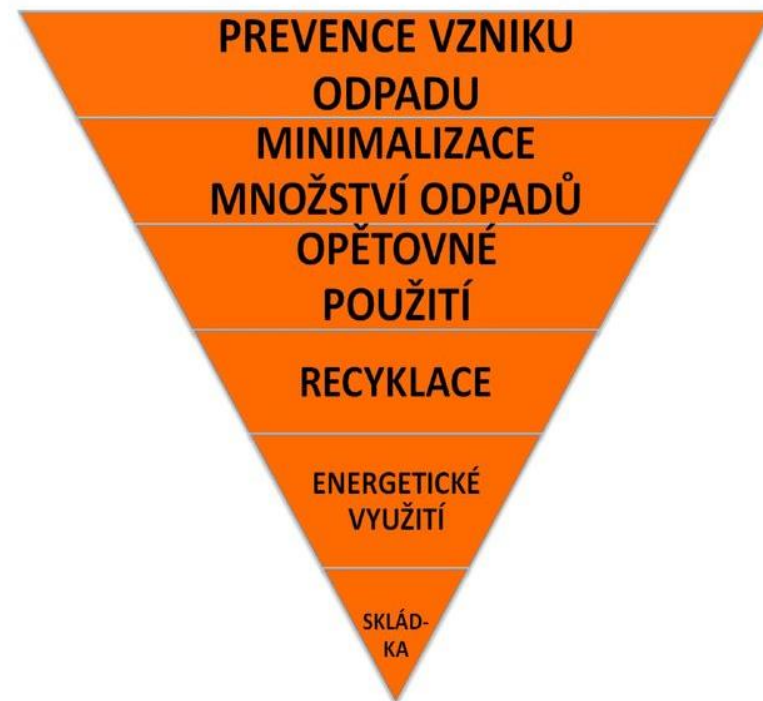 PREVENCE VZNIKU
ODPADU
MINIMALIZACE
MNOŽSTVÍ ODPADŮ
OPĚTOVNÉ
POUŽITÍ
RECYKLACE
ENERGETICKÉ
VYUŽITÍ
SKLÁD-
KA